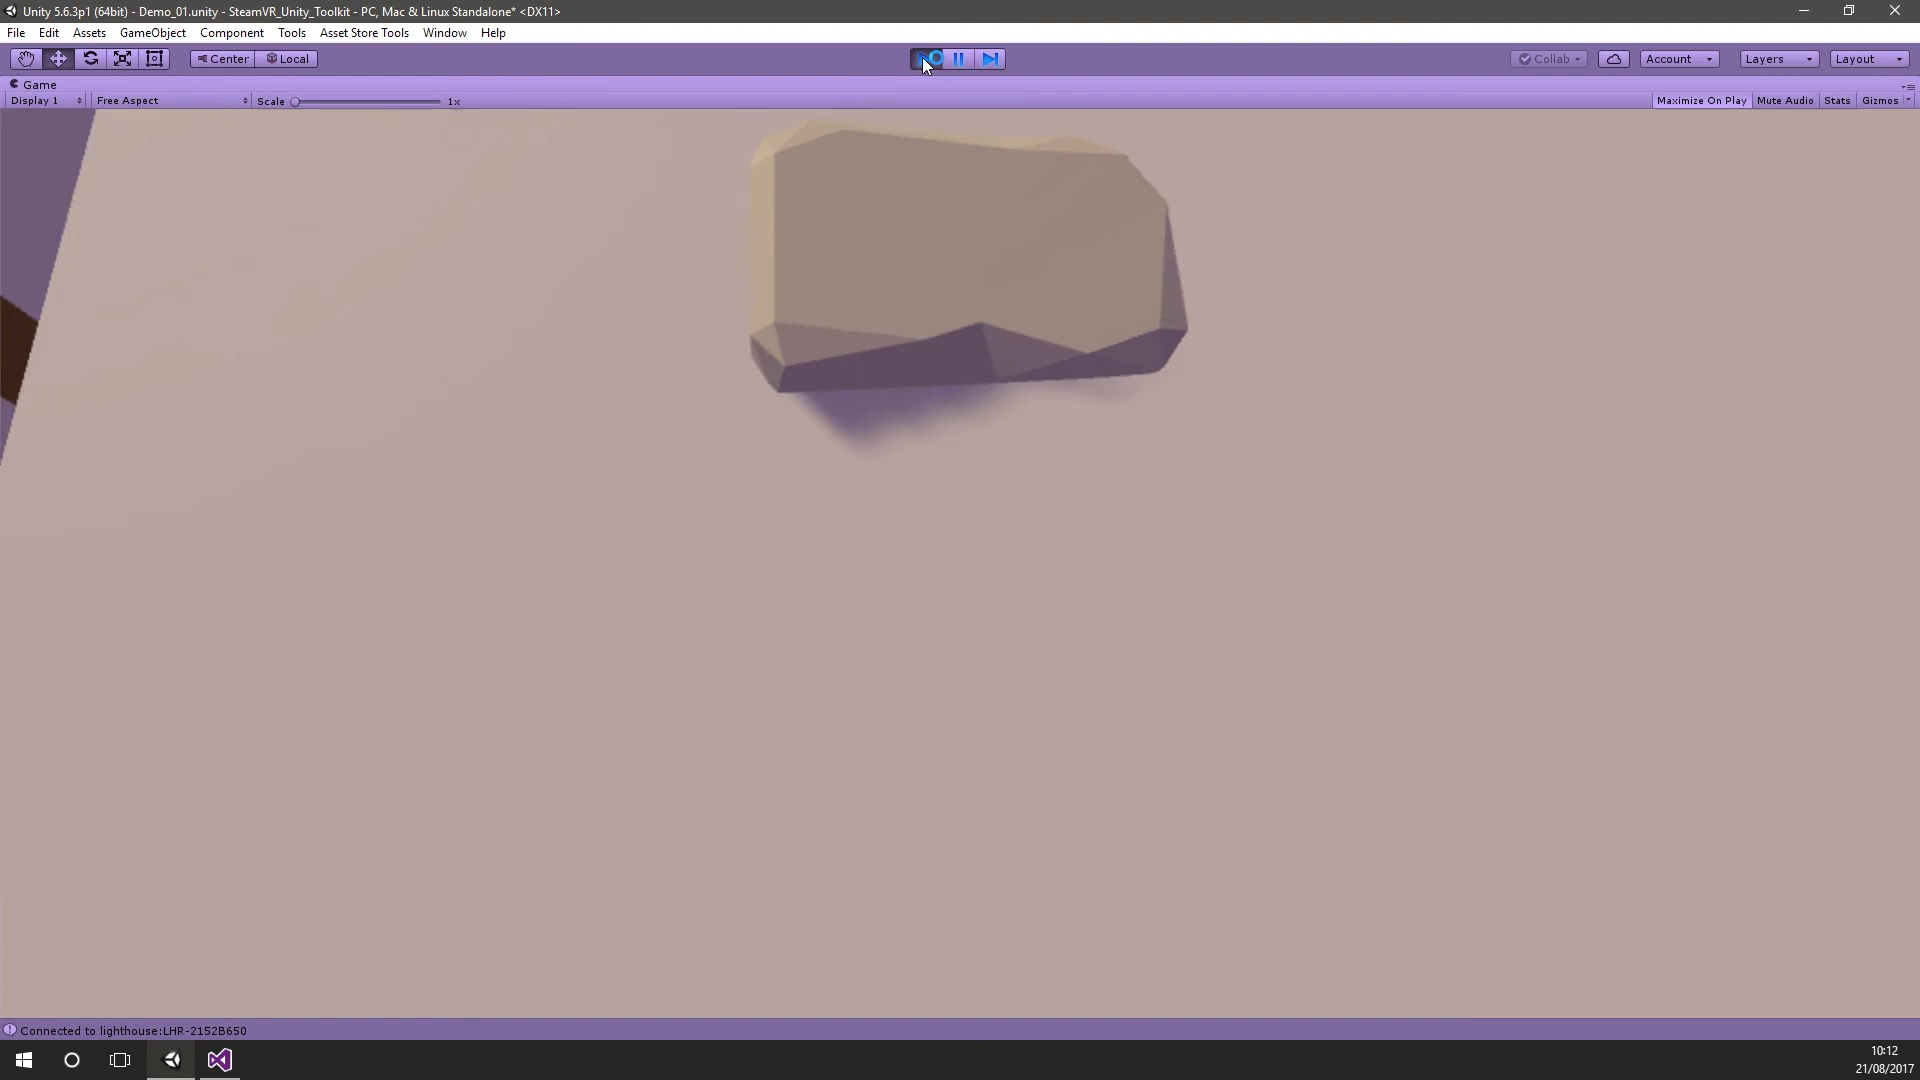 Unity 5.6.3p1 (64bit) - Demo_01.unity - SteamVR_Unity_Toolkit - PC, Mac & Linux Standalone* <DX11>
File Edit Assets GameObject Component Tools Asset Store Tools Window Help
Center Local Collab Account Layers Layout
Game
Display 1 Free Aspect Scale 1x Maximize On Play Mute Audio Stats Gizmos
Connected to lighthouse:LHR-2152B650
10:12
21/08/2017